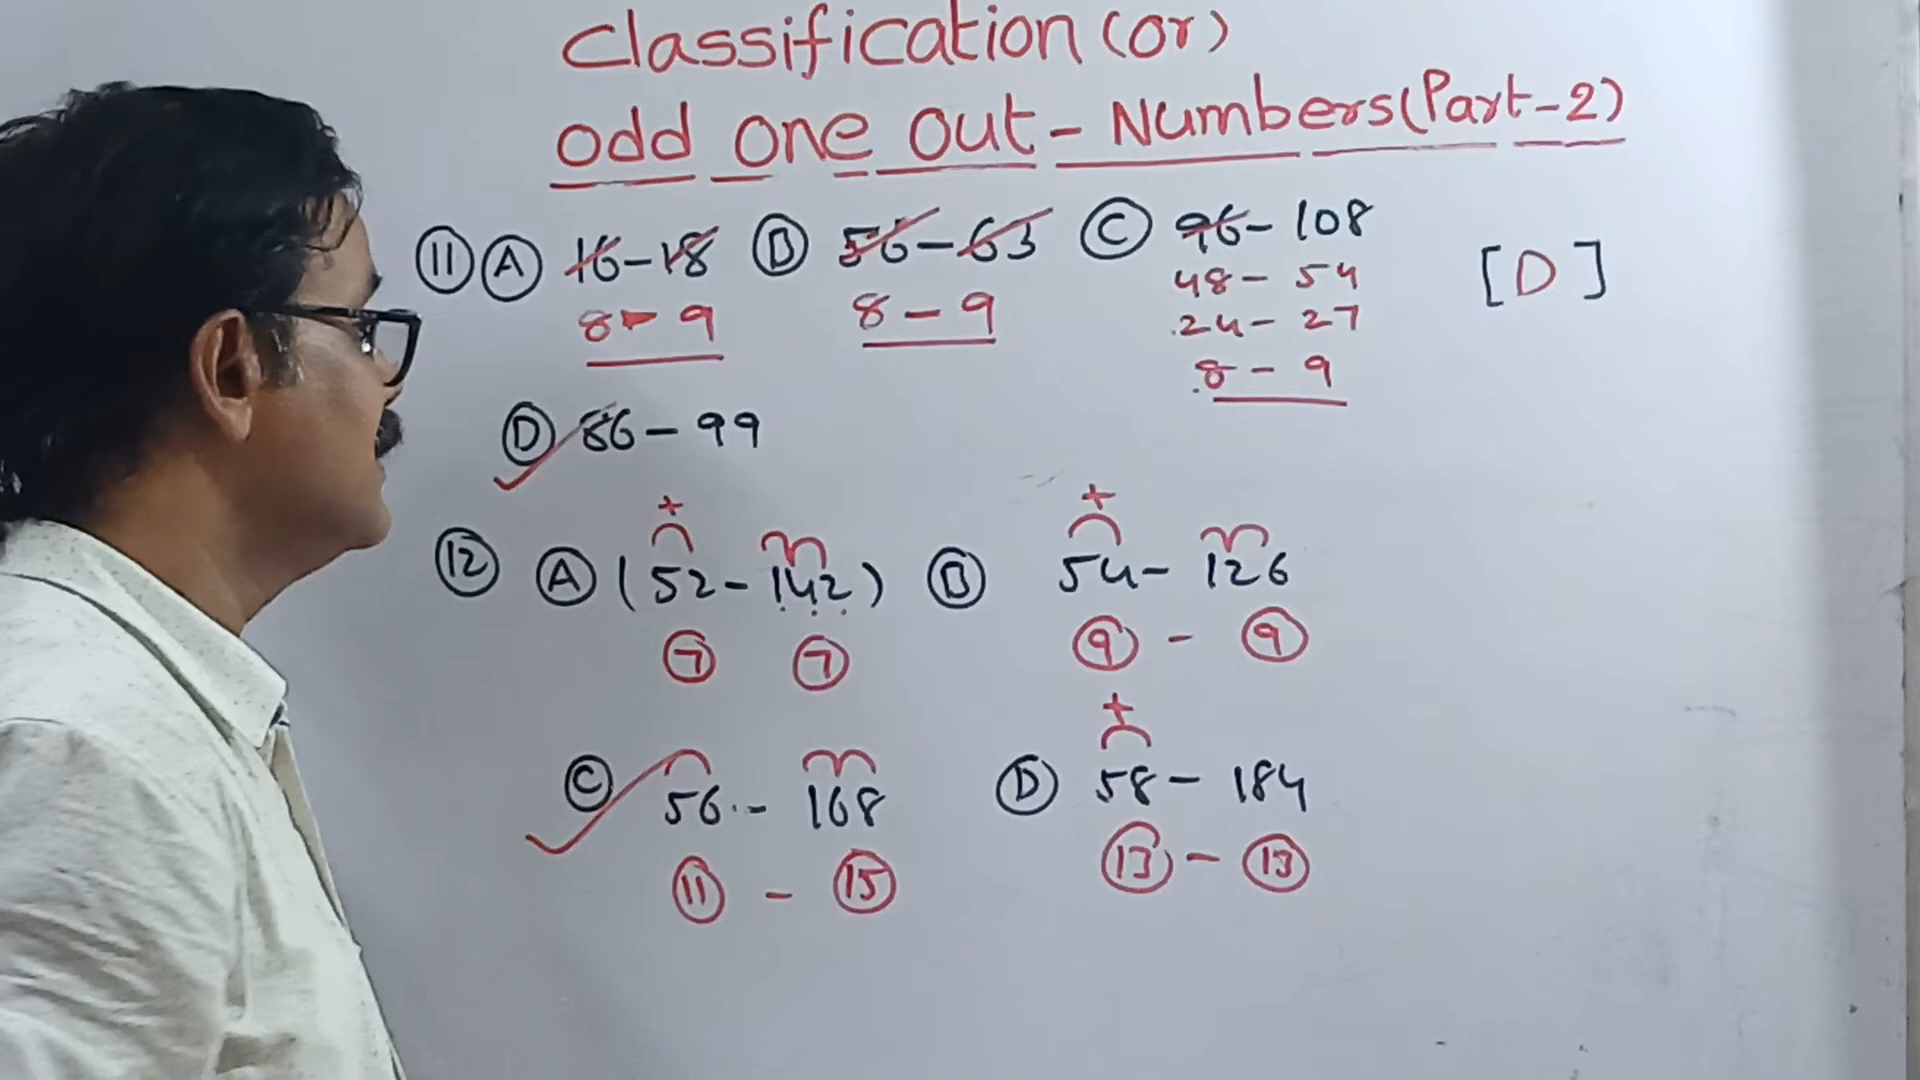 Classification (or)
odd one out - Numbers (Part-2)
11 A 16-18 B 56-63 C 96-108
8-9 8-9 48-54 [D]
24-27
8-9
D 86-99
+ +
12 A (52-142) B 54-126
7 7 9-9
+
C 56-168 D 58-184
11-15 13-13